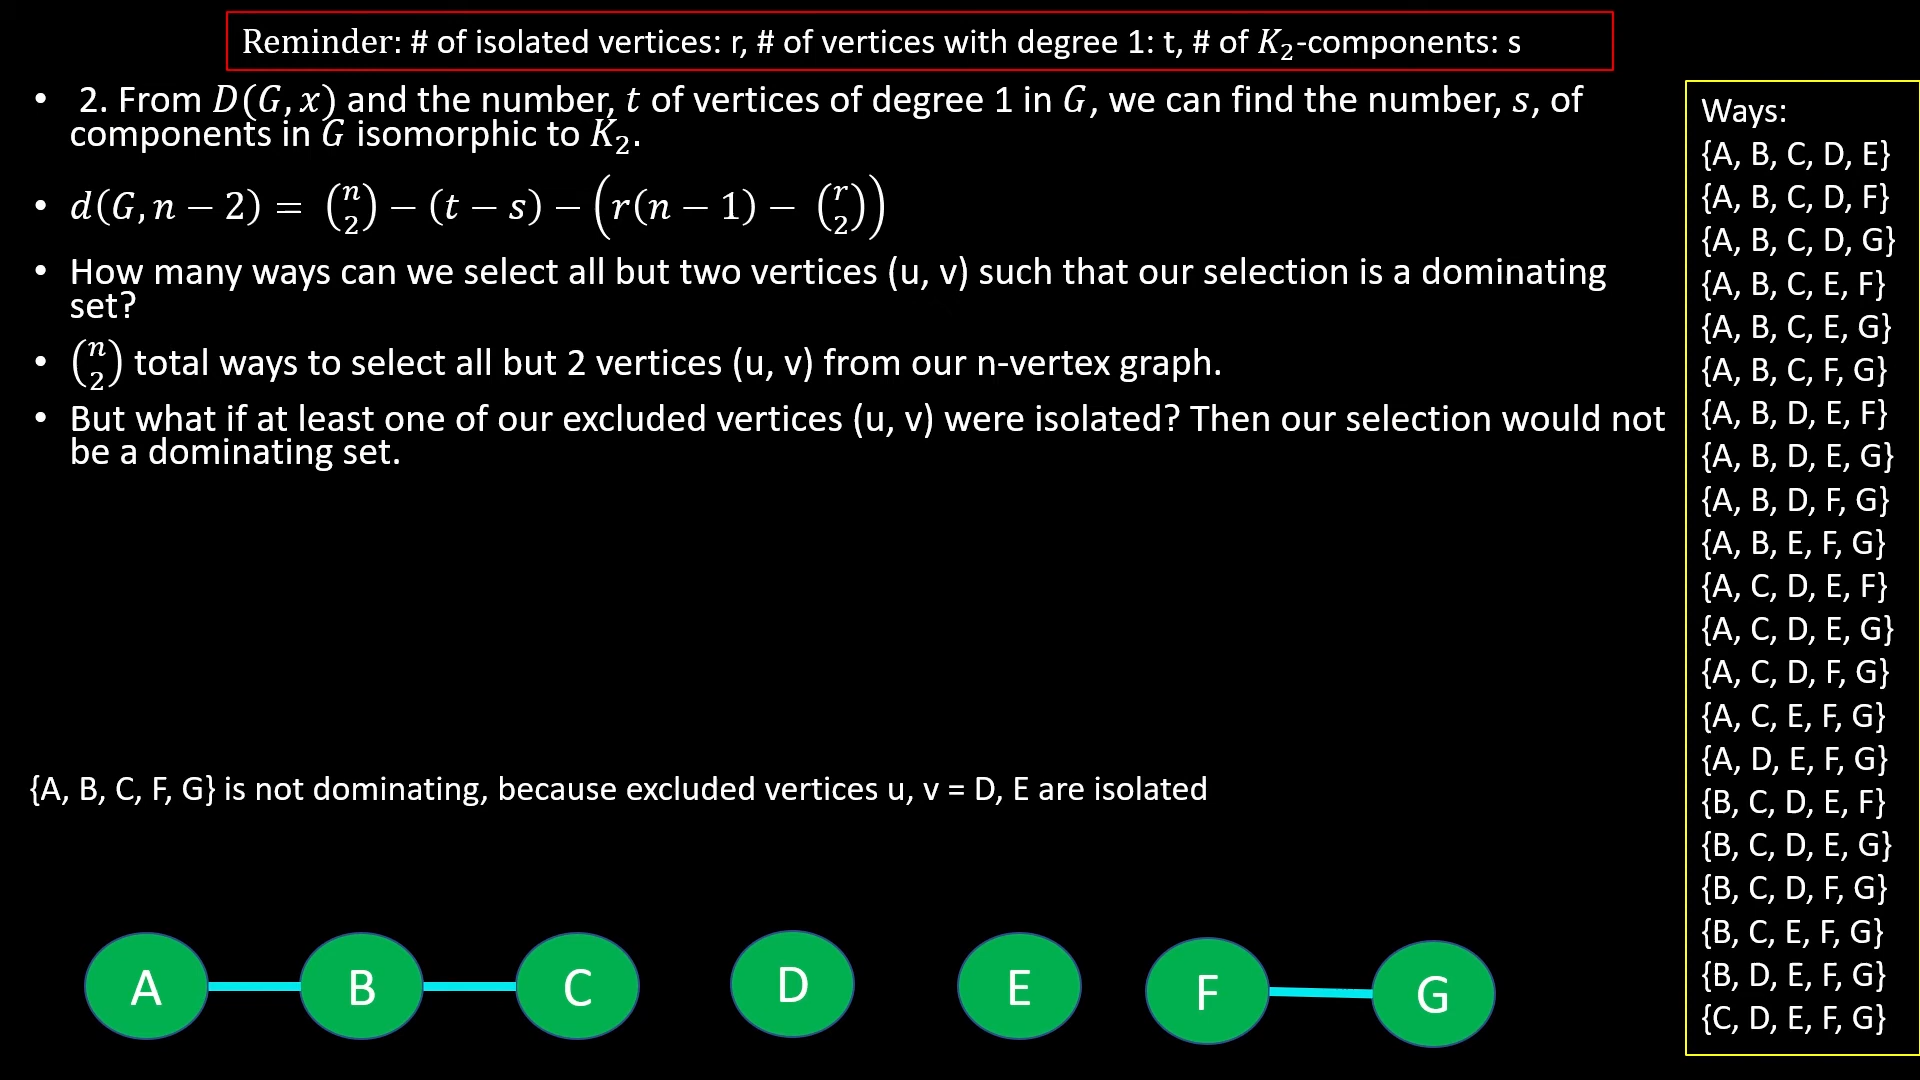 Reminder: # of isolated vertices: r, # of vertices with degree 1: t, # of K₂-components: s
• 2. From D(G, x) and the number, t of vertices of degree 1 in G, we can find the number, s, of
components in G isomorphic to K₂.
• d(G, n − 2) = (n 2) − (t − s) − (r(n − 1) − (r 2))
• How many ways can we select all but two vertices (u, v) such that our selection is a dominating
set?
• (n 2) total ways to select all but 2 vertices (u, v) from our n-vertex graph.
• But what if at least one of our excluded vertices (u, v) were isolated? Then our selection would not
be a dominating set.
{A, B, C, F, G} is not dominating, because excluded vertices u, v = D, E are isolated
A B C D E F G
Ways:
{A, B, C, D, E}
{A, B, C, D, F}
{A, B, C, D, G}
{A, B, C, E, F}
{A, B, C, E, G}
{A, B, C, F, G}
{A, B, D, E, F}
{A, B, D, E, G}
{A, B, D, F, G}
{A, B, E, F, G}
{A, C, D, E, F}
{A, C, D, E, G}
{A, C, D, F, G}
{A, C, E, F, G}
{A, D, E, F, G}
{B, C, D, E, F}
{B, C, D, E, G}
{B, C, D, F, G}
{B, C, E, F, G}
{B, D, E, F, G}
{C, D, E, F, G}